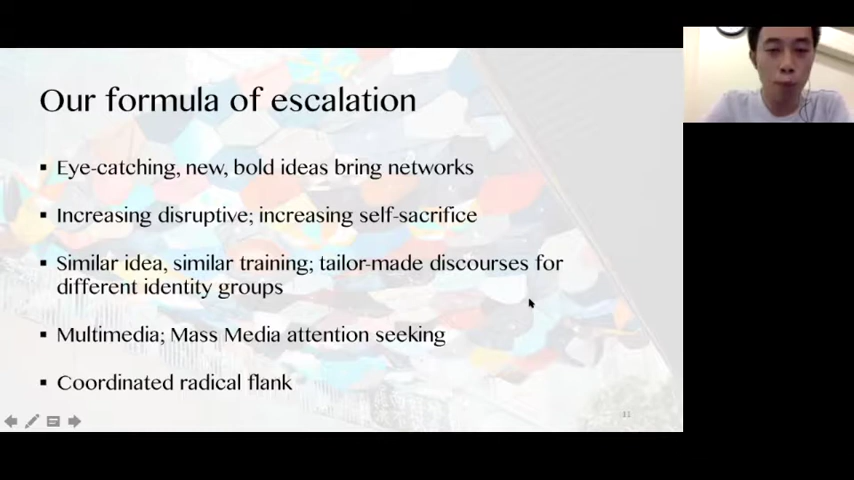 Our formula of escalation
▪ Eye-catching, new, bold ideas bring networks
▪ Increasing disruptive; increasing self-sacrifice
▪ Similar idea, similar training; tailor-made discourses for
different identity groups
▪ Multimedia; Mass Media attention seeking
▪ Coordinated radical flank
11